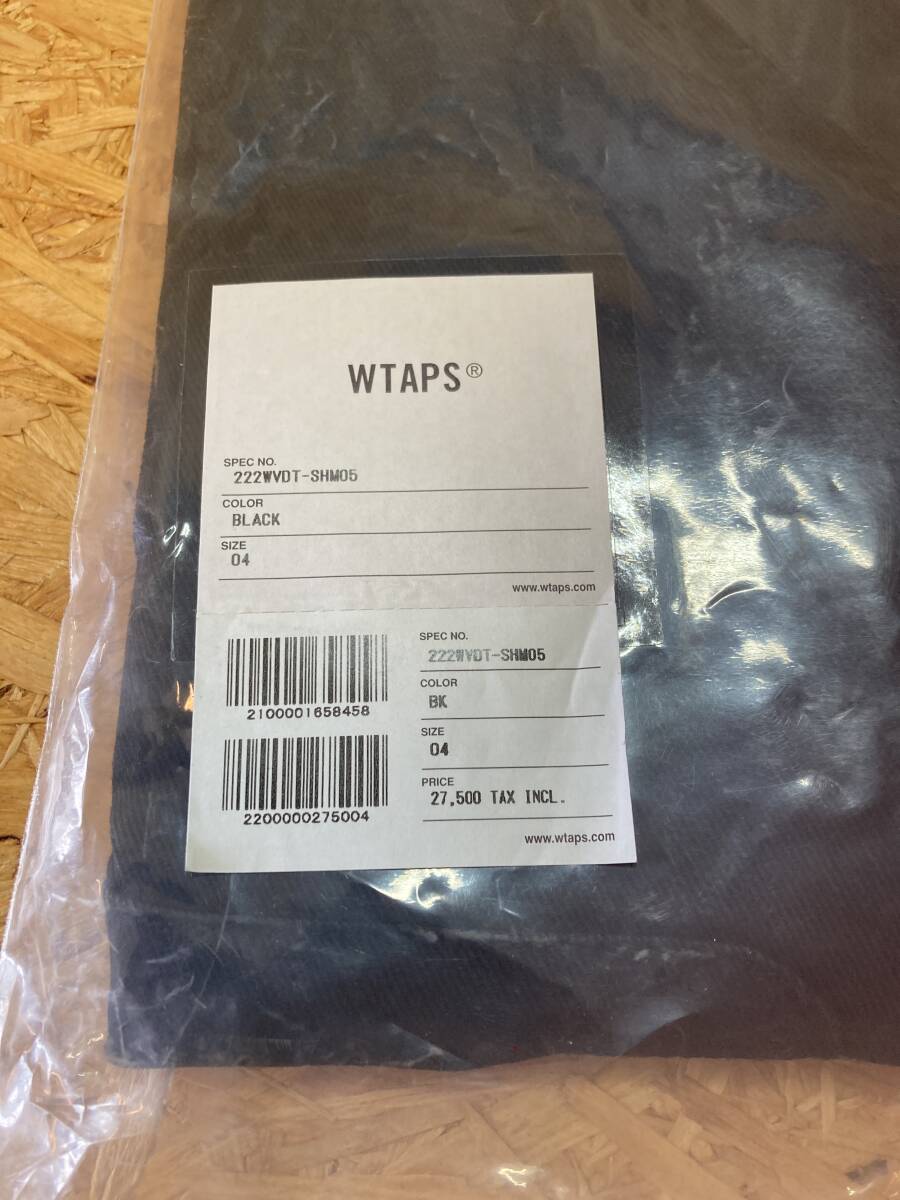 WTAPS®
SPEC NO.
222WVDT-SHM05
COLOR
BLACK
SIZE
04
www.wtaps.com
2100001658458
2200000275004
SPEC NO.
222WVDT-SHM05
COLOR
BK
SIZE
04
PRICE
27,500 TAX INCL.
www.wtaps.com